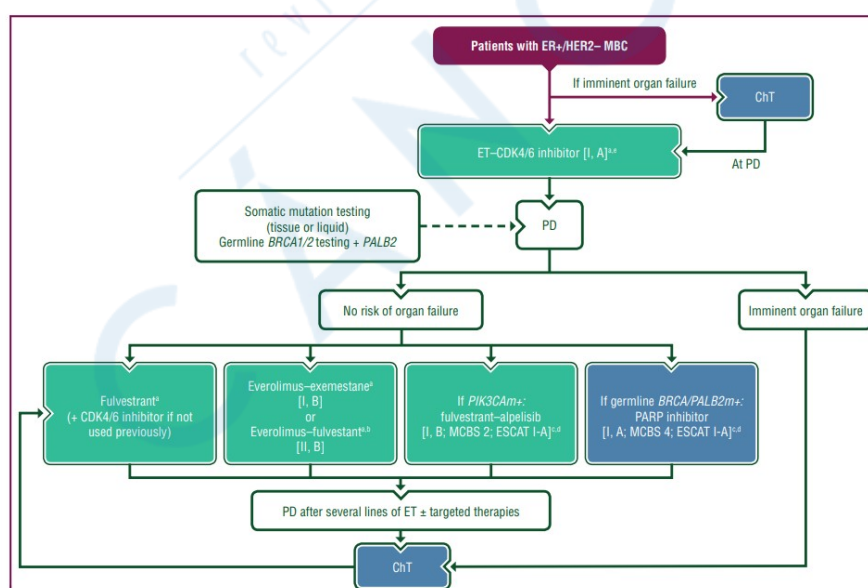 Patients with ER+/HER2– MBC
If imminent organ failure
ChT
ET–CDK4/6 inhibitor [I, A]ᵃ,ᵉ
At PD
Somatic mutation testing
(tissue or liquid)
Germline BRCA1/2 testing + PALB2
PD
No risk of organ failure
Imminent organ failure
Fulvestrantᵃ
(+ CDK4/6 inhibitor if not
used previously)
Everolimus–exemestaneᵃ
[I, B]
or
Everolimus–fulvestantᵃ,ᵇ
[II, B]
If PIK3CAm+:
fulvestrant–alpelisib
[I, B; MCBS 2; ESCAT I-A]ᶜ,ᵈ
If germline BRCA/PALB2m+:
PARP inhibitor
[I, A; MCBS 4; ESCAT I-A]ᶜ,ᵈ
PD after several lines of ET ± targeted therapies
ChT